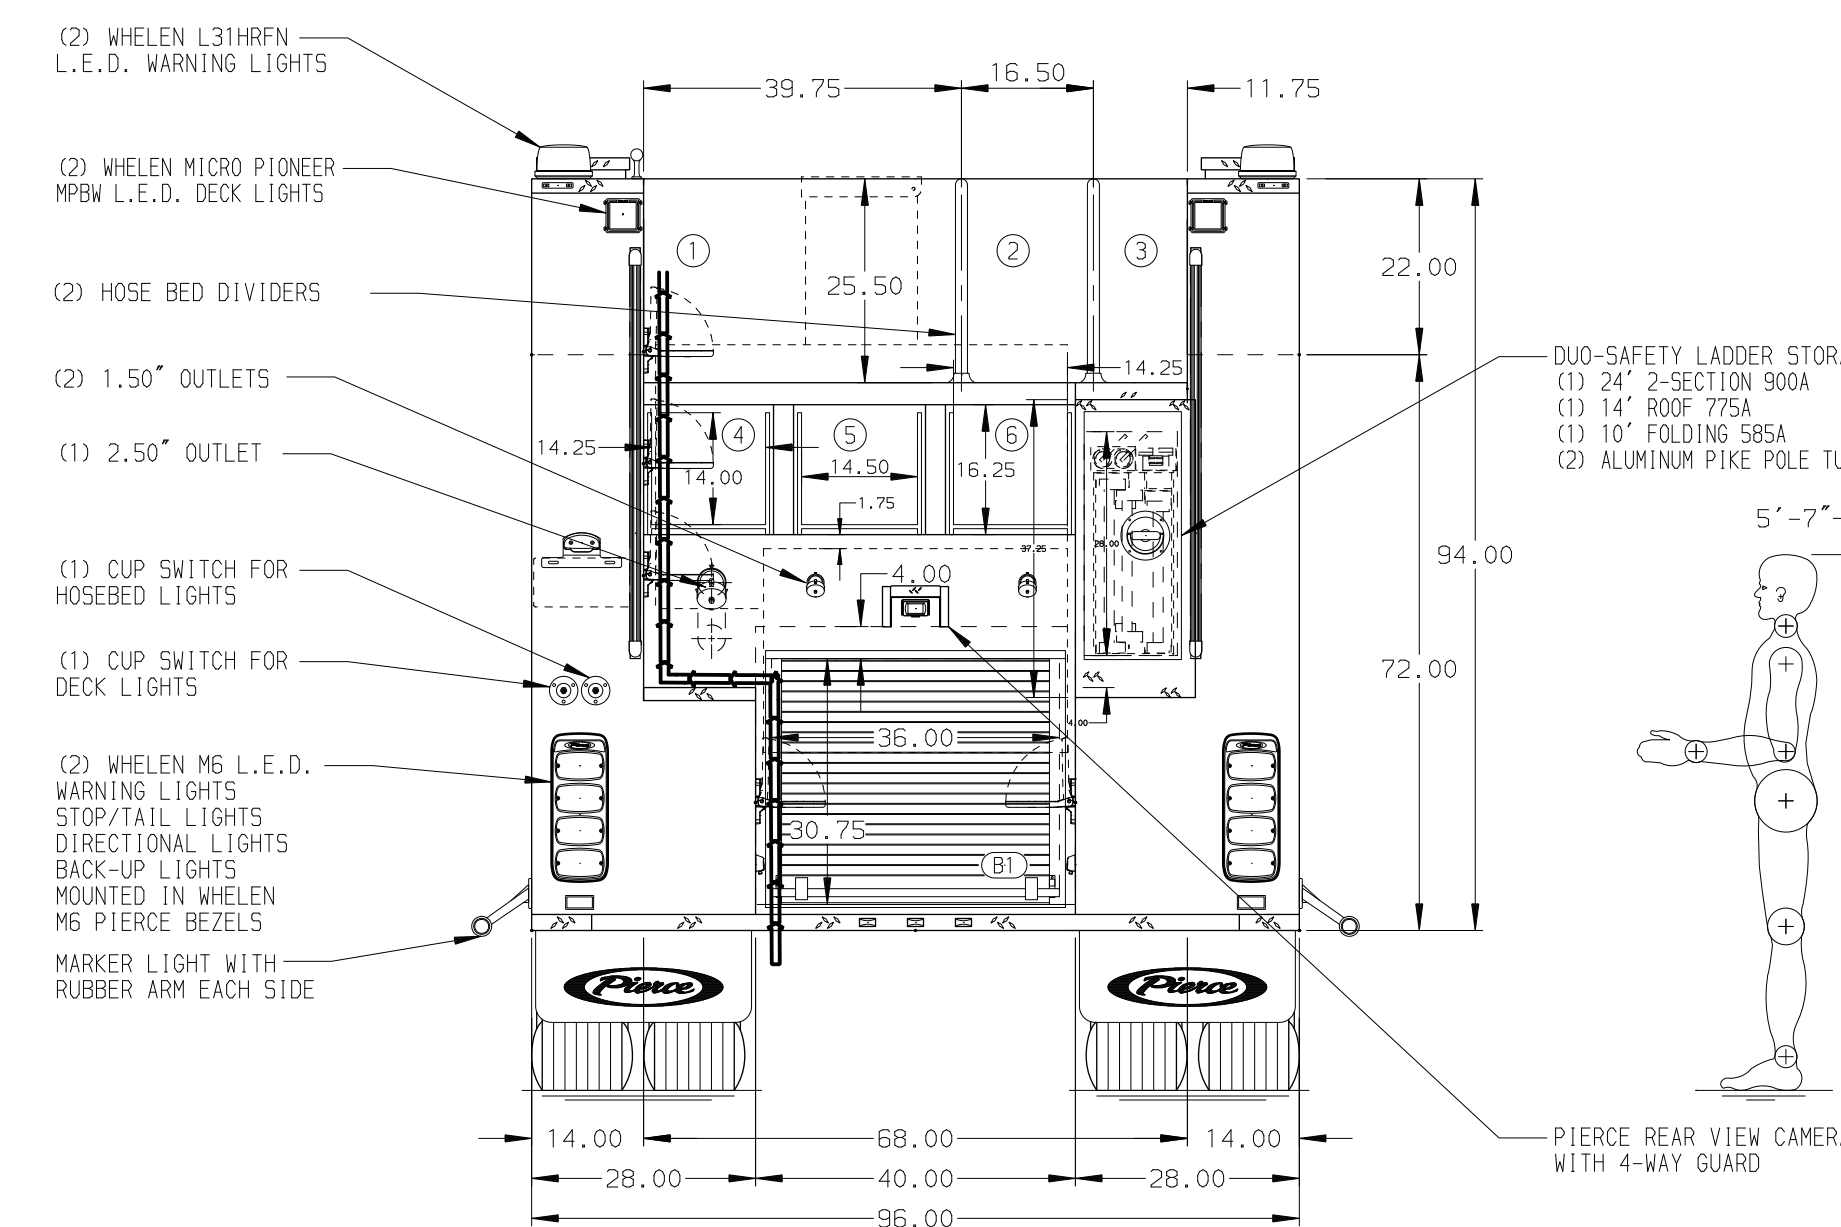 (2) WHELEN L31HRFN
L.E.D. WARNING LIGHTS
(2) WHELEN MICRO PIONEER
MPBW L.E.D. DECK LIGHTS
(2) HOSE BED DIVIDERS
(2) 1.50" OUTLETS
(1) 2.50" OUTLET
(1) CUP SWITCH FOR
HOSEBED LIGHTS
(1) CUP SWITCH FOR
DECK LIGHTS
(2) WHELEN M6 L.E.D.
WARNING LIGHTS
STOP/TAIL LIGHTS
DIRECTIONAL LIGHTS
BACK-UP LIGHTS
MOUNTED IN WHELEN
M6 PIERCE BEZELS
MARKER LIGHT WITH
RUBBER ARM EACH SIDE
39.75
16.50
11.75
1
2
3
25.50
22.00
14.25
14.25
4
5
6
14.00
14.50
16.25
1.75
37.25
28.00
4.00
94.00
72.00
4.00
36.00
30.75
B1
Pierce
Pierce
14.00
68.00
14.00
28.00
40.00
28.00
96.00
DUO-SAFETY LADDER STOR
(1) 24' 2-SECTION 900A
(1) 14' ROOF 775A
(1) 10' FOLDING 585A
(2) ALUMINUM PIKE POLE TU
5'-7"-
PIERCE REAR VIEW CAMER
WITH 4-WAY GUARD